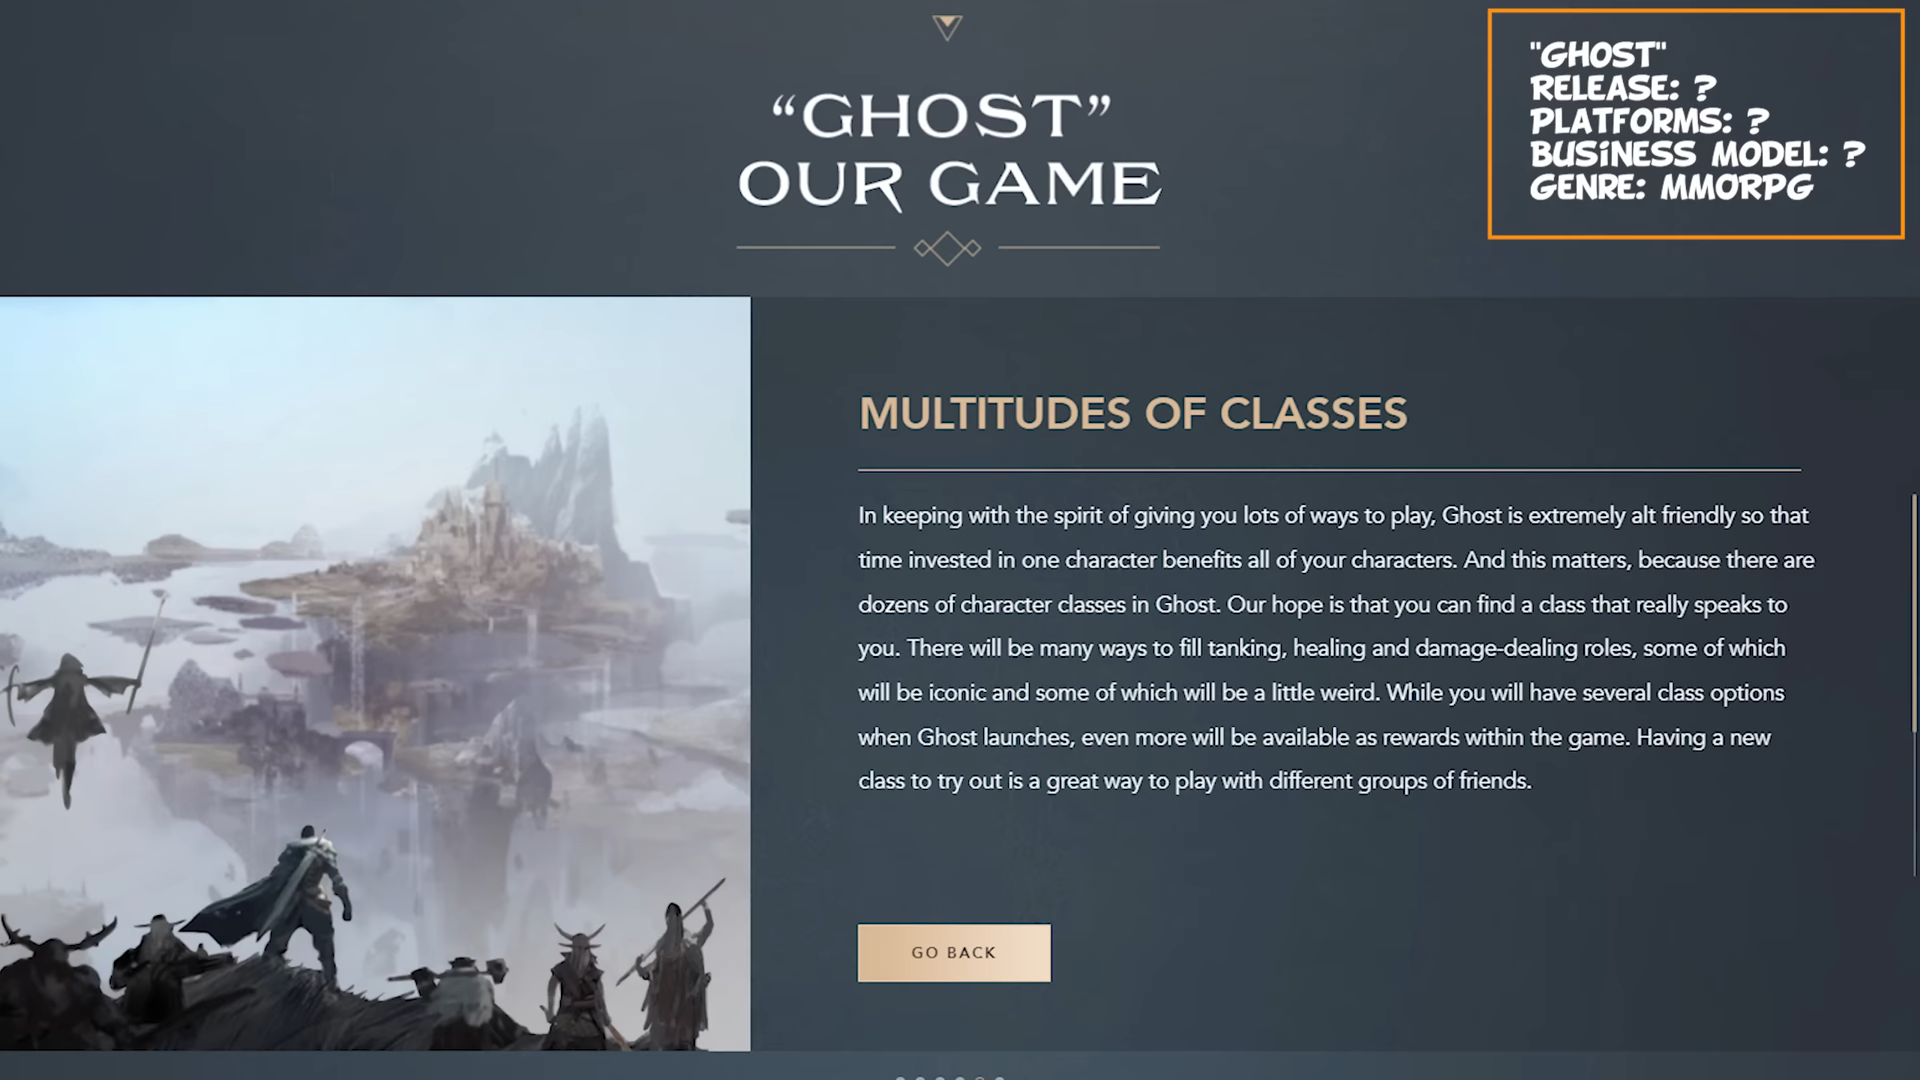 “GHOST”
OUR GAME
"GHOST"
RELEASE: ?
PLATFORMS: ?
BUSINESS MODEL: ?
GENRE: MMORPG
MULTITUDES OF CLASSES
In keeping with the spirit of giving you lots of ways to play, Ghost is extremely alt friendly so that
time invested in one character benefits all of your characters. And this matters, because there are
dozens of character classes in Ghost. Our hope is that you can find a class that really speaks to
you. There will be many ways to fill tanking, healing and damage-dealing roles, some of which
will be iconic and some of which will be a little weird. While you will have several class options
when Ghost launches, even more will be available as rewards within the game. Having a new
class to try out is a great way to play with different groups of friends.
GO BACK